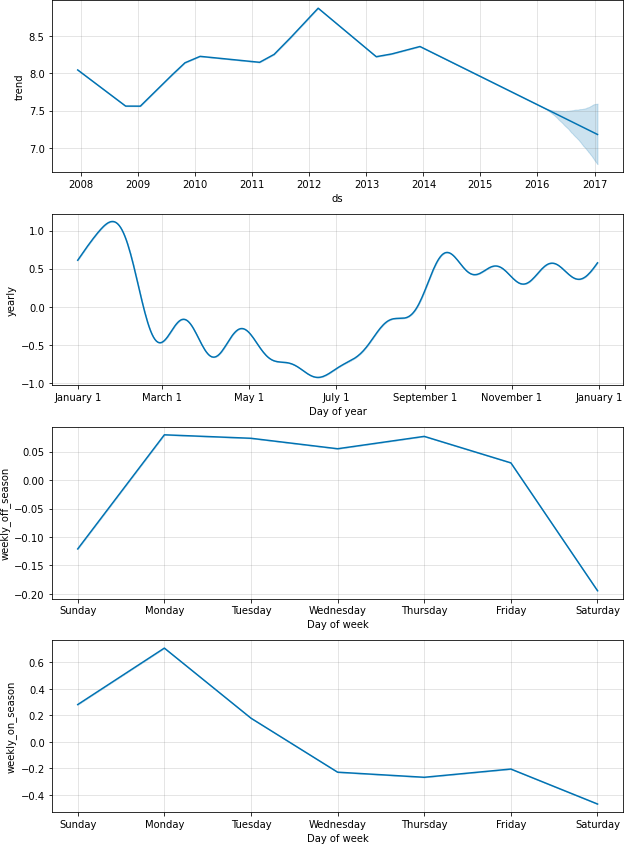 trend
8.5
8.0
7.5
7.0
2008 2009 2010 2011 2012 2013 2014 2015 2016 2017
ds
yearly
1.0
0.5
0.0
−0.5
−1.0
January 1 March 1 May 1 July 1 September 1 November 1 January 1
Day of year
weekly_off_season
0.05
0.00
−0.05
−0.10
−0.15
−0.20
Sunday Monday Tuesday Wednesday Thursday Friday Saturday
Day of week
weekly_on_season
0.6
0.4
0.2
0.0
−0.2
−0.4
Sunday Monday Tuesday Wednesday Thursday Friday Saturday
Day of week